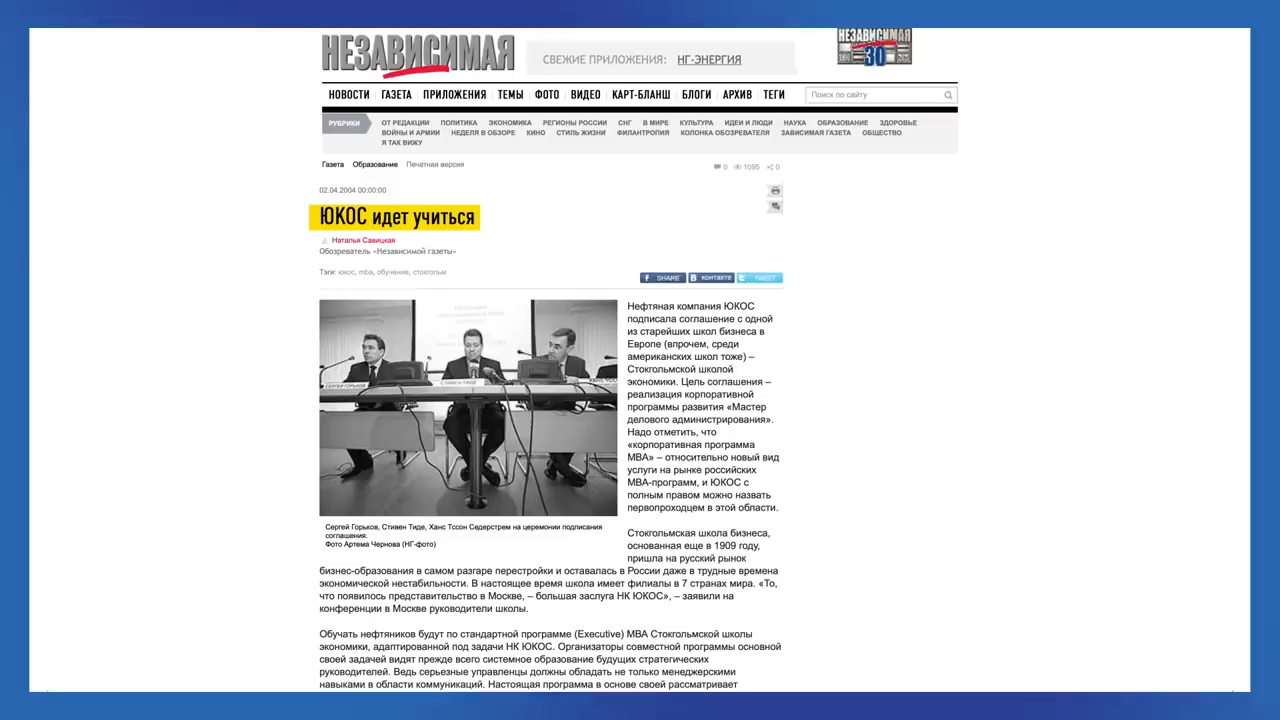 НЕЗАВИСИМАЯ
СВЕЖИЕ ПРИЛОЖЕНИЯ: НГ-ЭНЕРГИЯ
НЕЗАВИСИМАЯ
30
НОВОСТИ ГАЗЕТА ПРИЛОЖЕНИЯ ТЕМЫ ФОТО ВИДЕО КАРТ-БЛАНШ БЛОГИ АРХИВ ТЕГИ
Поиск по сайту
РУБРИКИ
ОТ РЕДАКЦИИ ПОЛИТИКА ЭКОНОМИКА РЕГИОНЫ РОССИИ СНГ В МИРЕ КУЛЬТУРА ИДЕИ И ЛЮДИ НАУКА ОБРАЗОВАНИЕ ЗДОРОВЬЕ
ВОЙНЫ И АРМИИ НЕДЕЛЯ В ОБЗОРЕ КИНО СТИЛЬ ЖИЗНИ ФИЛАНТРОПИЯ КОЛОНКА ОБОЗРЕВАТЕЛЯ ЗАВИСИМАЯ ГАЗЕТА ОБЩЕСТВО
Я ТАК ВИЖУ
Газета Образование Печатная версия
0 1095 0
02.04.2004 00:00:00
ЮКОС идет учиться
Наталья Савицкая
Обозреватель «Независимой газеты»
Тэги: юкос, mba, обучение, стокгольм
f SHARE
В контакте
t TWEET
Нефтяная компания ЮКОС
подписала соглашение с одной
из старейших школ бизнеса в
Европе (впрочем, среди
американских школ тоже) –
Стокгольмской школой
экономики. Цель соглашения –
реализация корпоративной
программы развития «Мастер
делового администрирования».
Надо отметить, что
«корпоративная программа
МВА» – относительно новый вид
услуги на рынке российских
МВА-программ, и ЮКОС с
полным правом можно назвать
первопроходцем в этой области.
СЕРГЕЙ ГОРЬКОВ
Сергей Горьков, Стивен Тиде, Ханс Тссон Седерстрем на церемонии подписания
соглашения.
Фото Артема Чернова (НГ-фото)
Стокгольмская школа бизнеса,
основанная еще в 1909 году,
пришла на русский рынок
бизнес-образования в самом разгаре перестройки и оставалась в России даже в трудные времена
экономической нестабильности. В настоящее время школа имеет филиалы в 7 странах мира. «То,
что появилось представительство в Москве, – большая заслуга НК ЮКОС», – заявили на
конференции в Москве руководители школы.
Обучать нефтяников будут по стандартной программе (Executive) МВА Стокгольмской школы
экономики, адаптированной под задачи НК ЮКОС. Организаторы совместной программы основной
своей задачей видят прежде всего системное образование будущих стратегических
руководителей. Ведь серьезные управленцы должны обладать не только менеджерскими
навыками в области коммуникаций. Настоящая программа в основе своей рассматривает